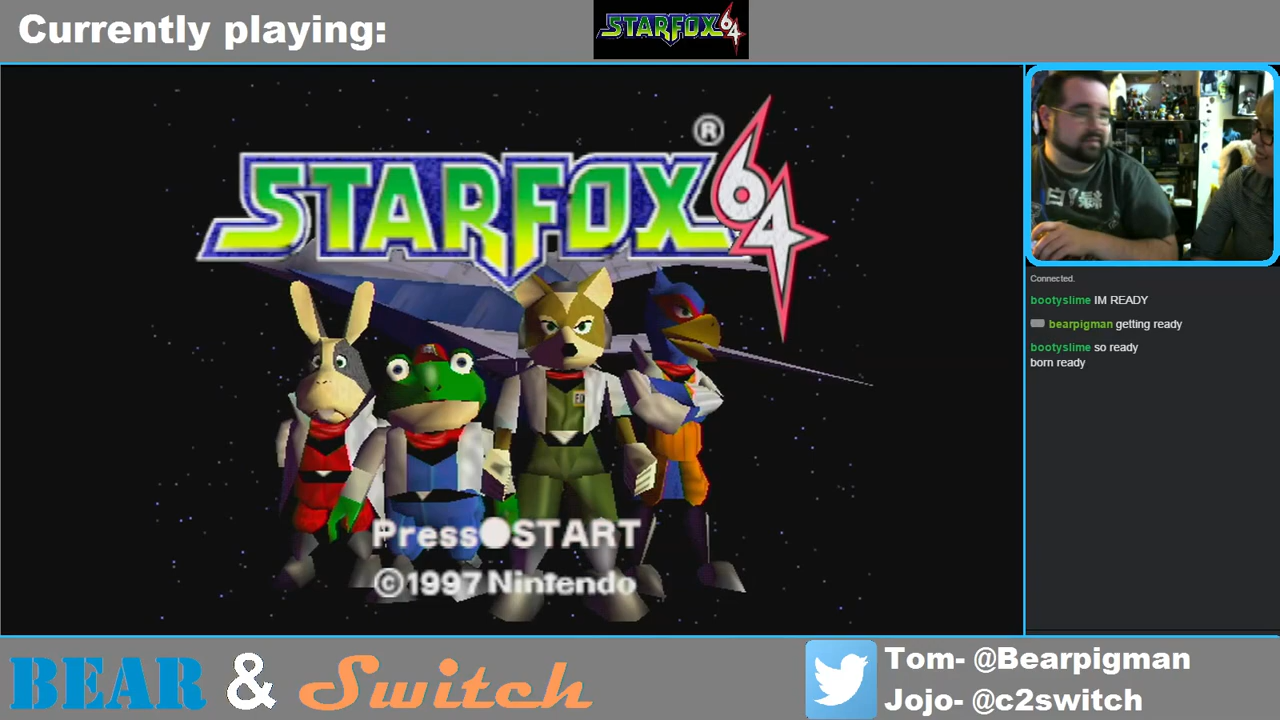 Currently playing:
STARFOX 64
STARFOX 64 ®
Press START
©1997 Nintendo
Connected.
bootyslime IM READY
bearpigman getting ready
bootyslime so ready
born ready
BEAR & Switch
Tom- @Bearpigman
Jojo- @c2switch